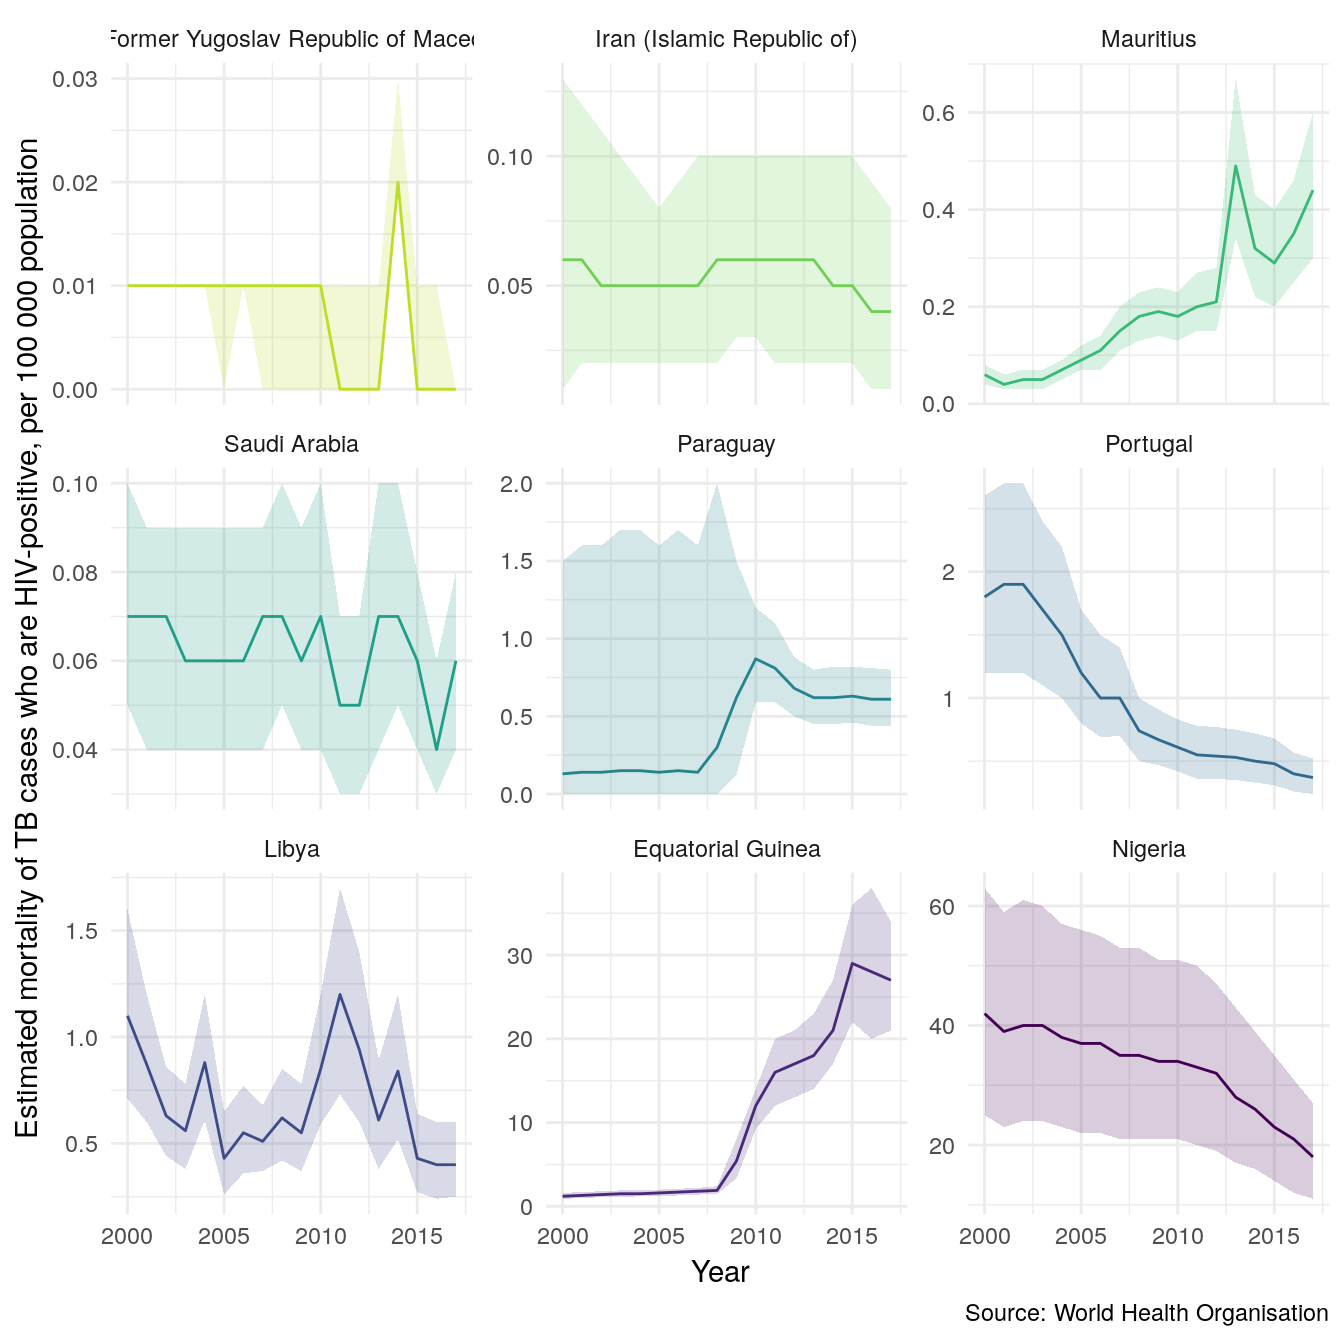 Former Yugoslav Republic of
Iran (Islamic Republic of)
Mauritius
0.03
0.02
0.01
0.00
0.10
0.05
0.6
0.4
0.2
0.0
Estimated mortality of TB cases who are HIV-positive, per 100 000 population
Saudi Arabia
Paraguay
Portugal
0.10
0.08
0.06
0.04
2.0
1.5
1.0
0.5
0.0
2
1
Libya
Equatorial Guinea
Nigeria
1.5
1.0
0.5
30
20
10
0
60
40
20
2000 2005 2010 2015
2000 2005 2010 2015
2000 2005 2010 2015
Year
Source: World Health Organisation